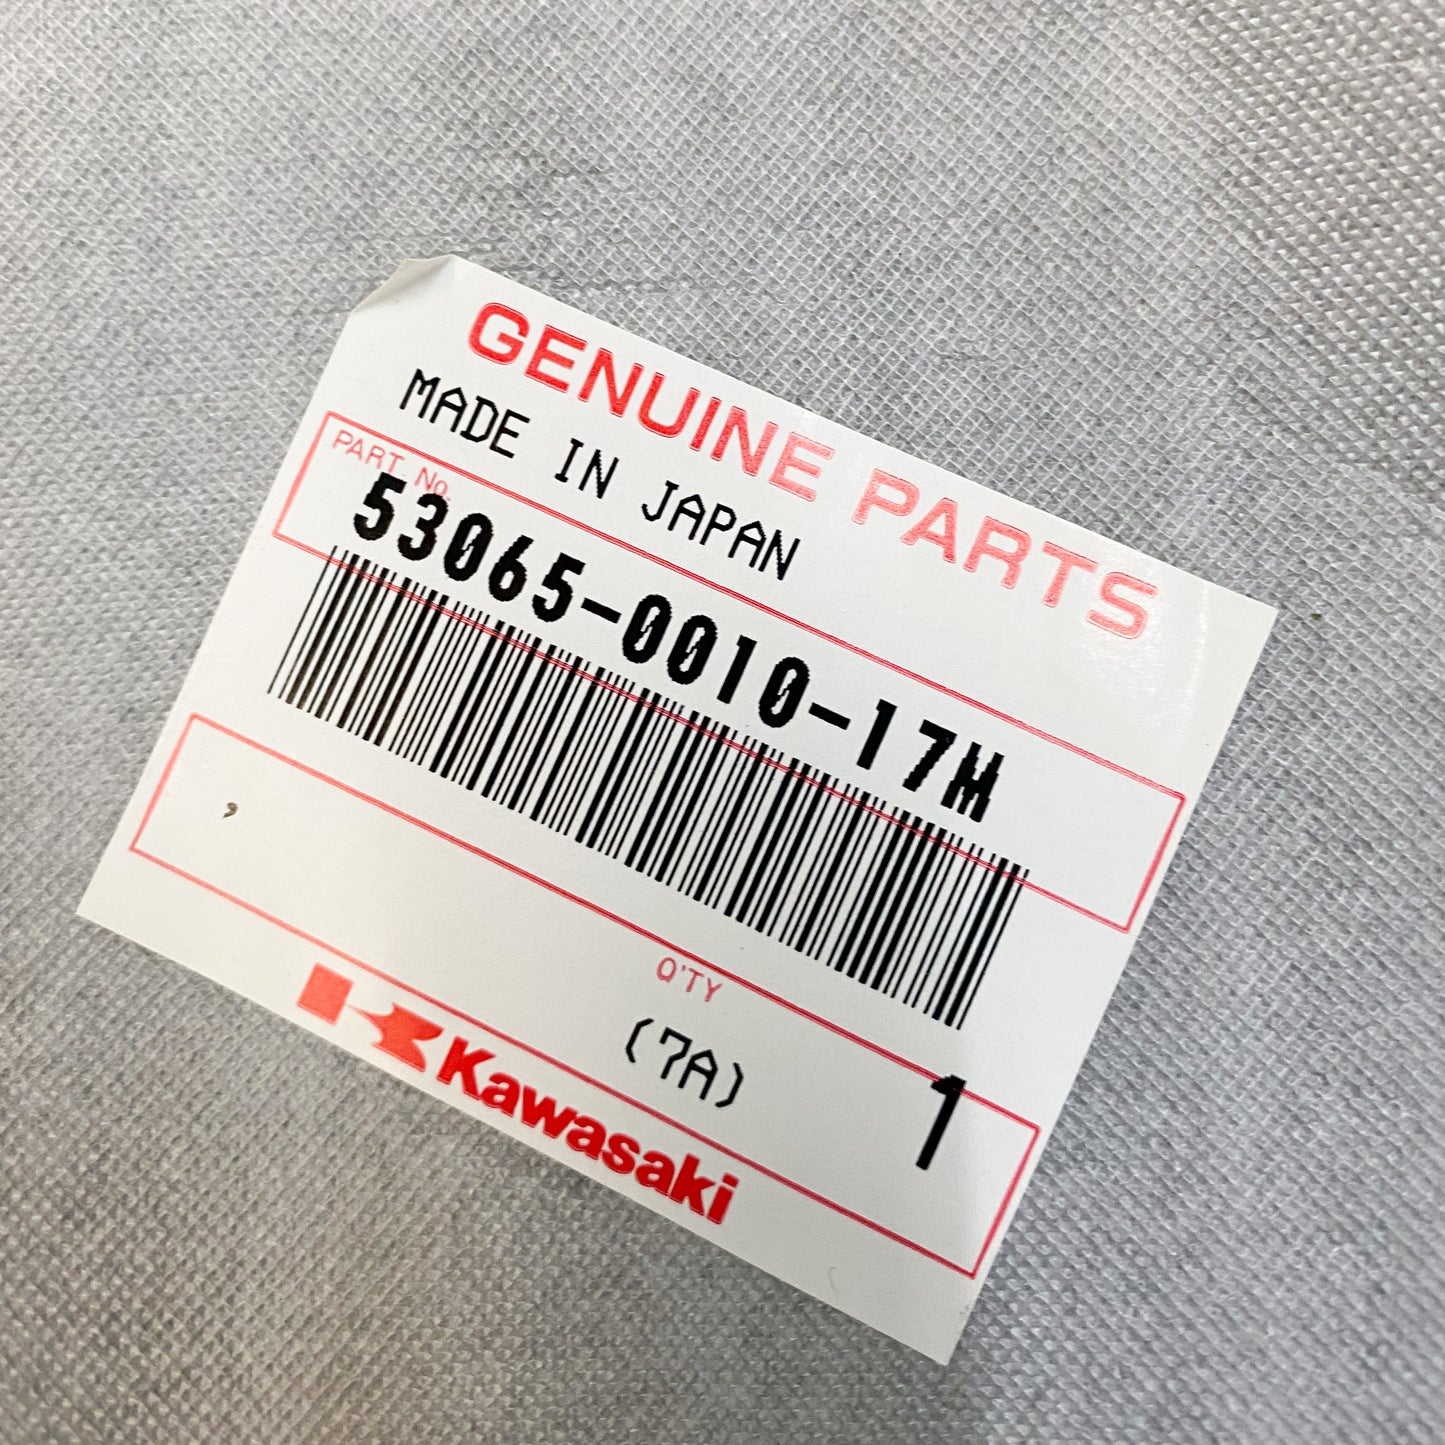 GENUINE PARTS
MADE IN JAPAN
PART No.
53065-0010-17M
Q'TY
(7A)
1
Kawasaki